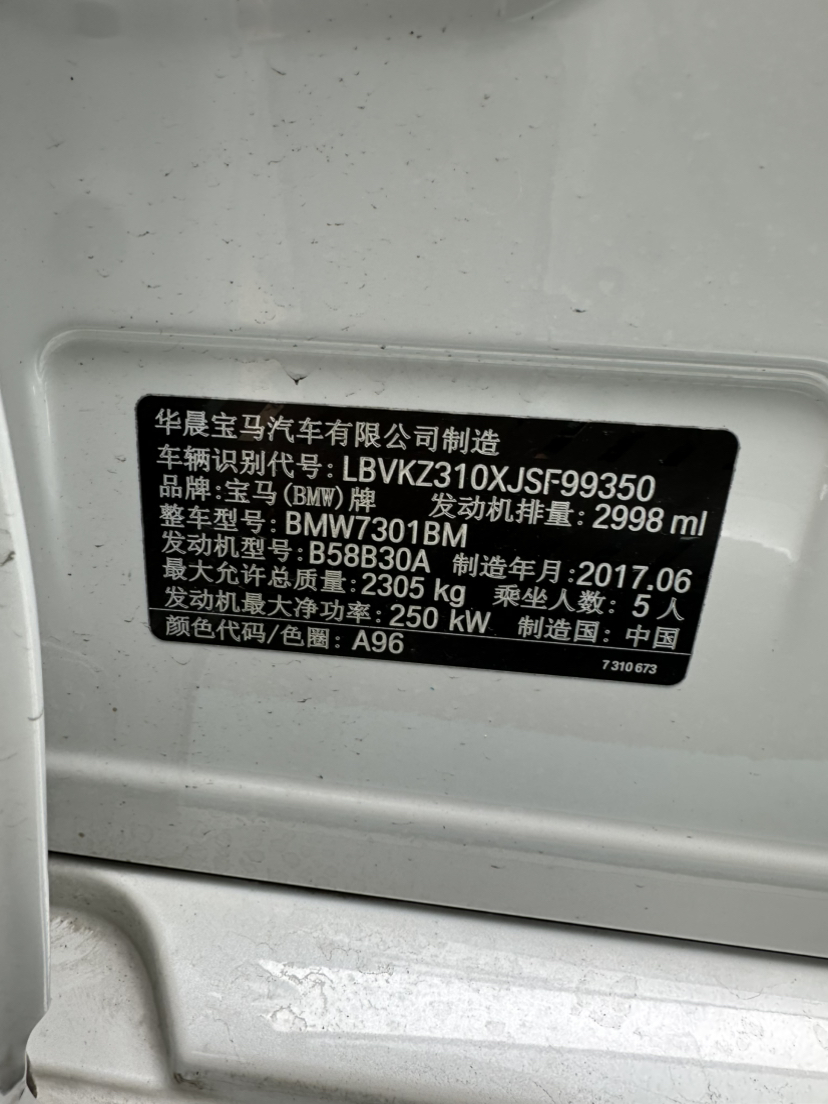 华晨宝马汽车有限公司制造
车辆识别代号: LBVKZ310XJSF99350
品牌:宝马(BMW)牌 发动机排量: 2998 ml
整车型号: BMW7301BM
发动机型号: B58B30A 制造年月:2017.06
最大允许总质量: 2305 kg 乘坐人数: 5 人
发动机最大净功率: 250 kW 制造国: 中国
颜色代码/色圈: A96
7 310 673